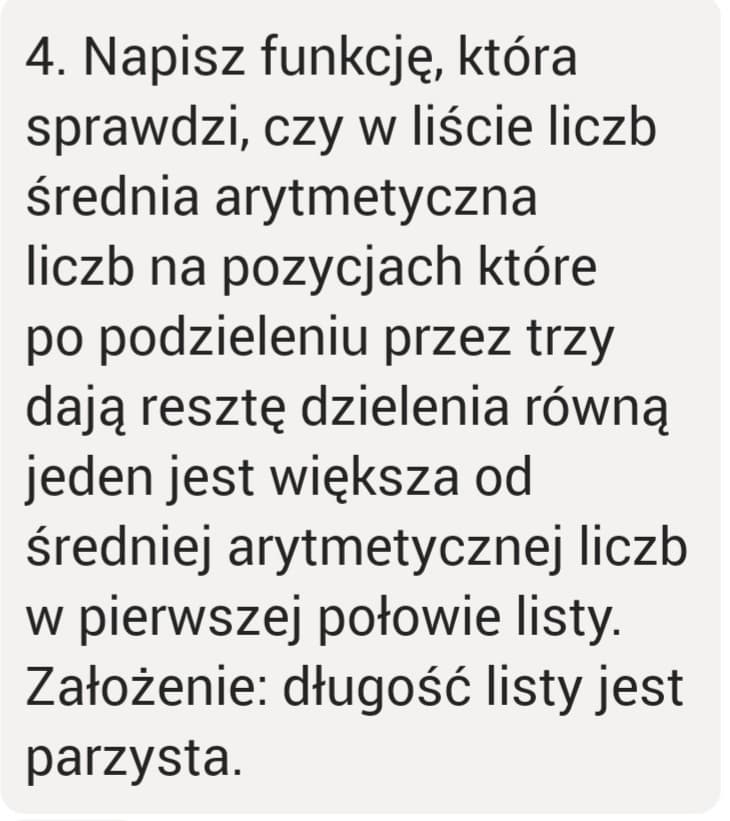 4. Napisz funkcję, która
sprawdzi, czy w liście liczb
średnia arytmetyczna
liczb na pozycjach które
po podzieleniu przez trzy
dają resztę dzielenia równą
jeden jest większa od
średniej arytmetycznej liczb
w pierwszej połowie listy.
Założenie: długość listy jest
parzysta.